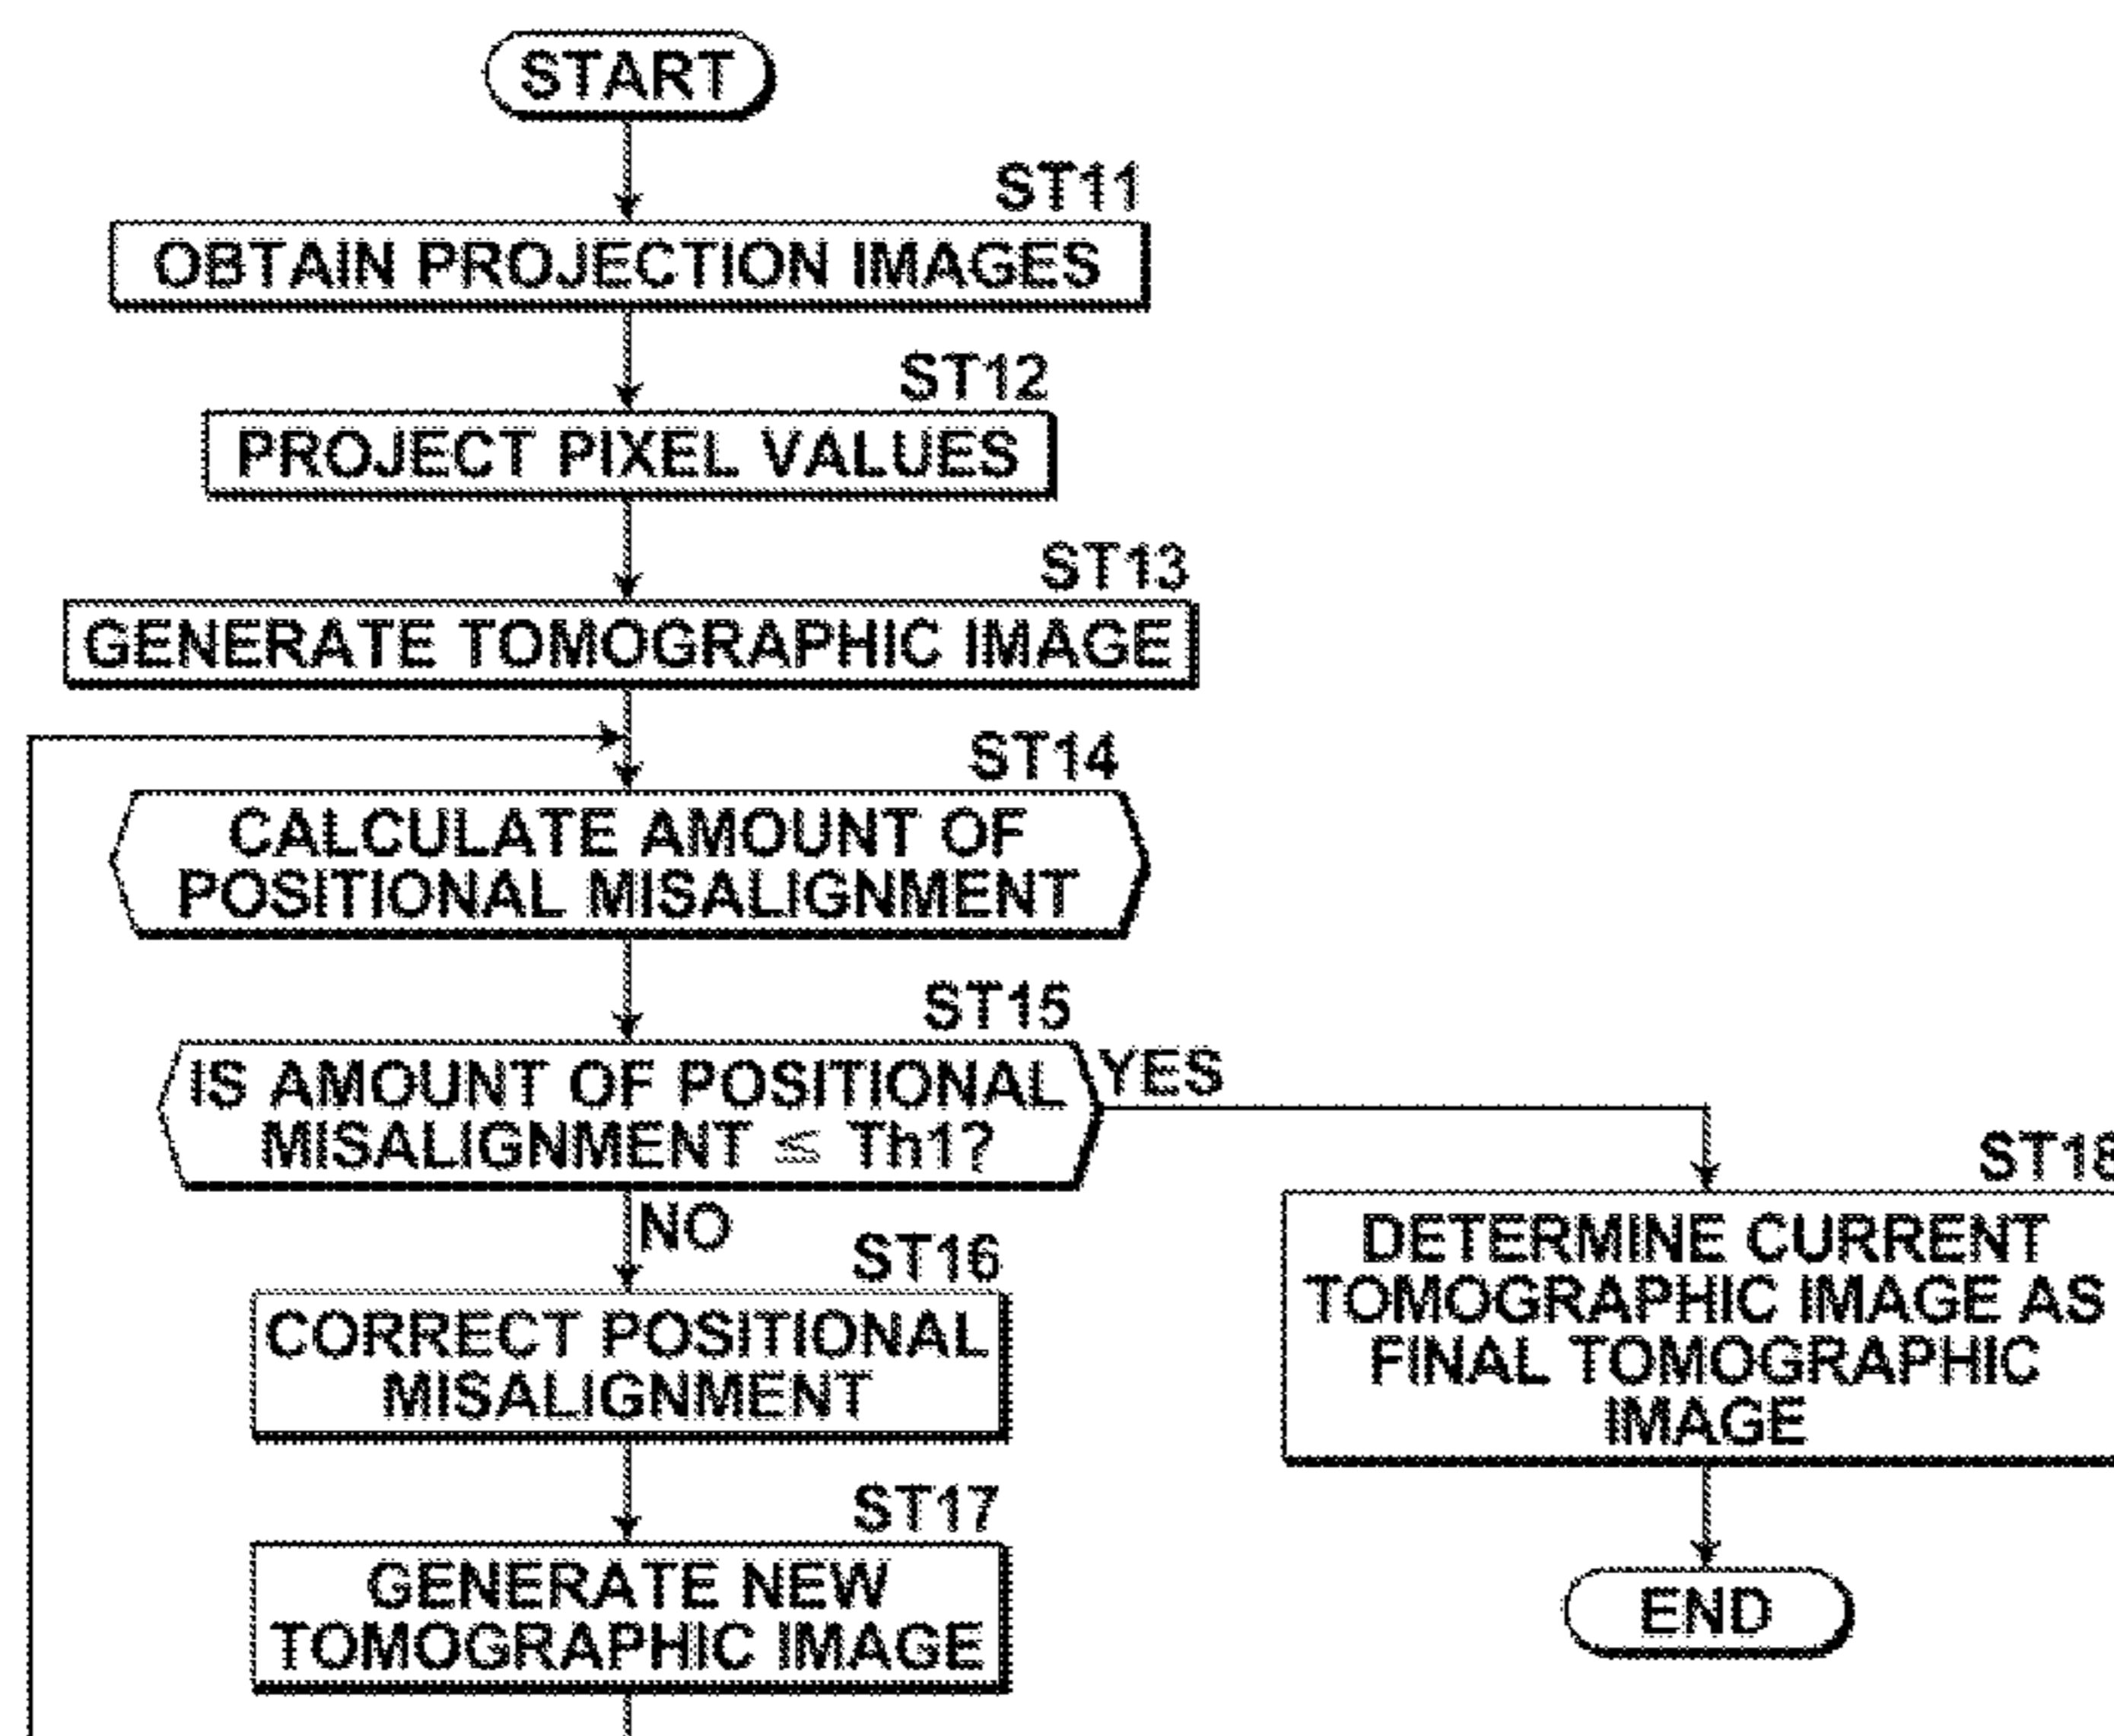 START
ST11
OBTAIN PROJECTION IMAGES
ST12
PROJECT PIXEL VALUES
ST13
GENERATE TOMOGRAPHIC IMAGE
ST14
CALCULATE AMOUNT OF
POSITIONAL MISALIGNMENT
ST15
IS AMOUNT OF POSITIONAL
MISALIGNMENT ≦ Th1?
YES
NO
ST16
CORRECT POSITIONAL
MISALIGNMENT
ST17
GENERATE NEW
TOMOGRAPHIC IMAGE
ST18
DETERMINE CURRENT
TOMOGRAPHIC IMAGE AS
FINAL TOMOGRAPHIC
IMAGE
END